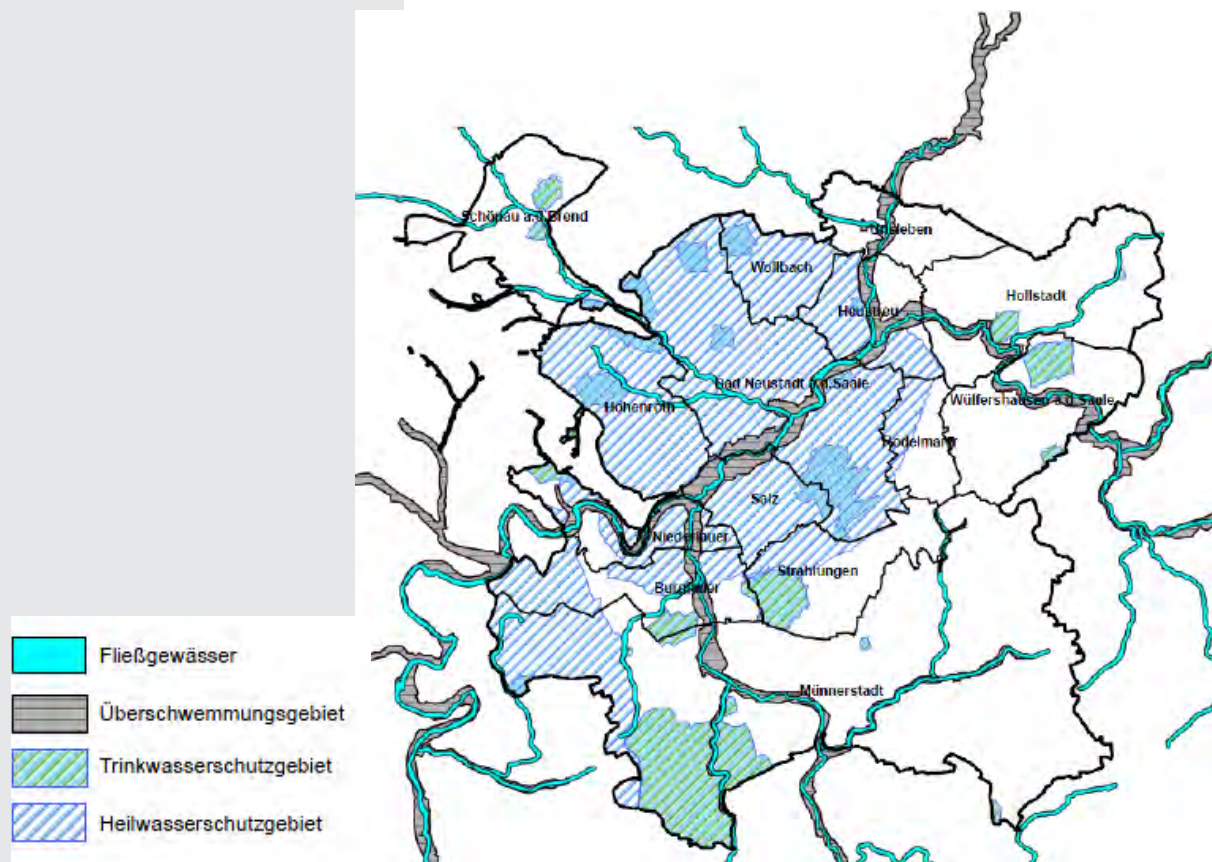 Schönau a.d.Brend
Unsleben
Wollbach
Hollstadt
Heustreu
Bad Neustadt a.d.Saale
Hohenroth
Wülfershausen a.d.Saale
Rödelmaier
Salz
Niederlauer
Strahlungen
Burglauer
Münnerstadt
Fließgewässer
Überschwemmungsgebiet
Trinkwasserschutzgebiet
Heilwasserschutzgebiet